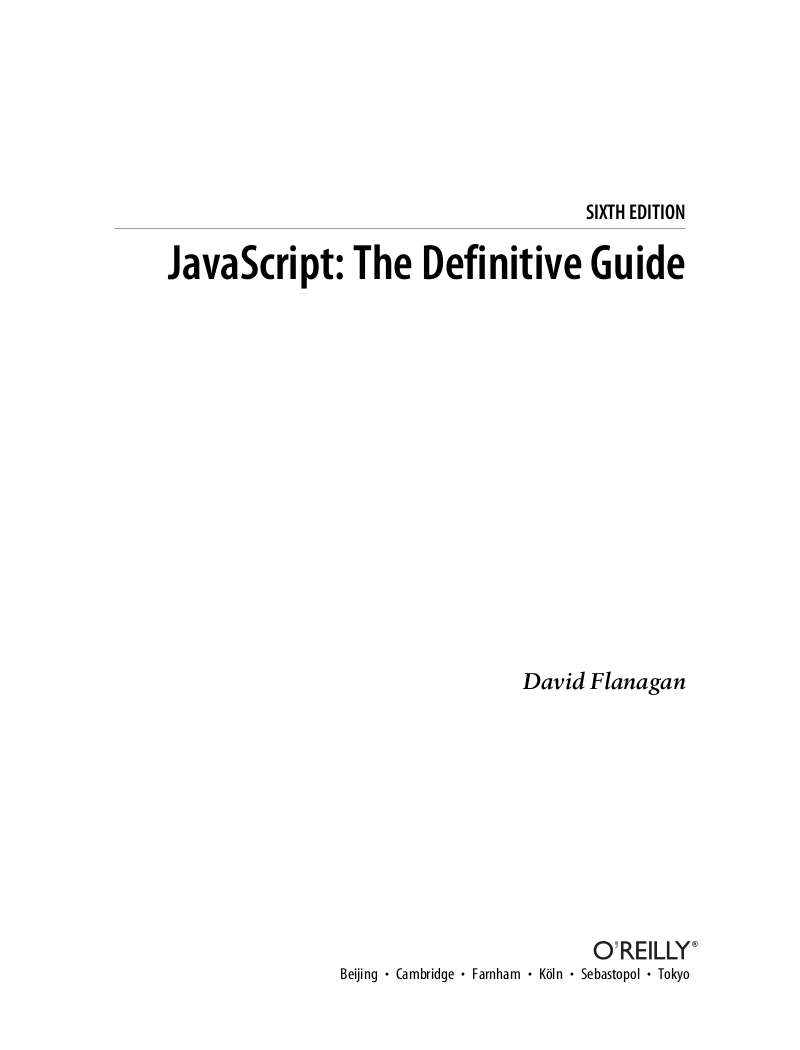 SIXTH EDITION
JavaScript: The Definitive Guide
David Flanagan
O'REILLY®
Beijing • Cambridge • Farnham • Köln • Sebastopol • Tokyo